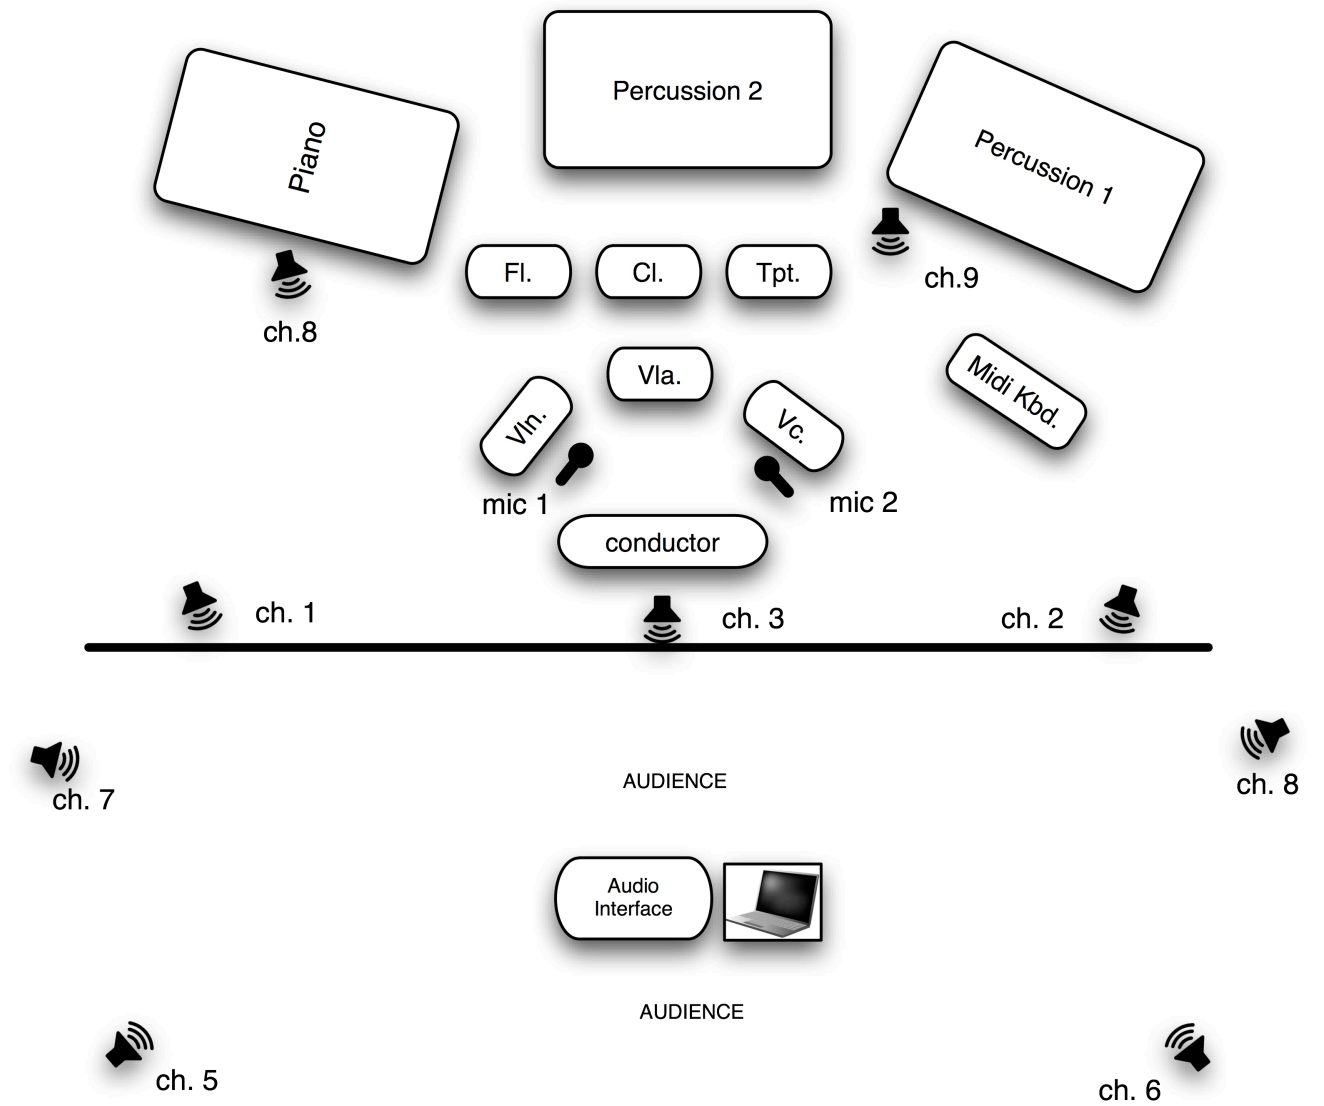 Percussion 2
Piano
Percussion 1
Fl.
Cl.
Tpt.
ch.9
ch.8
Vla.
Midi Kbd.
Vln.
Vc.
mic 1
mic 2
conductor
ch. 1
ch. 3
ch. 2
AUDIENCE
ch. 7
ch. 8
Audio
Interface
AUDIENCE
ch. 5
ch. 6